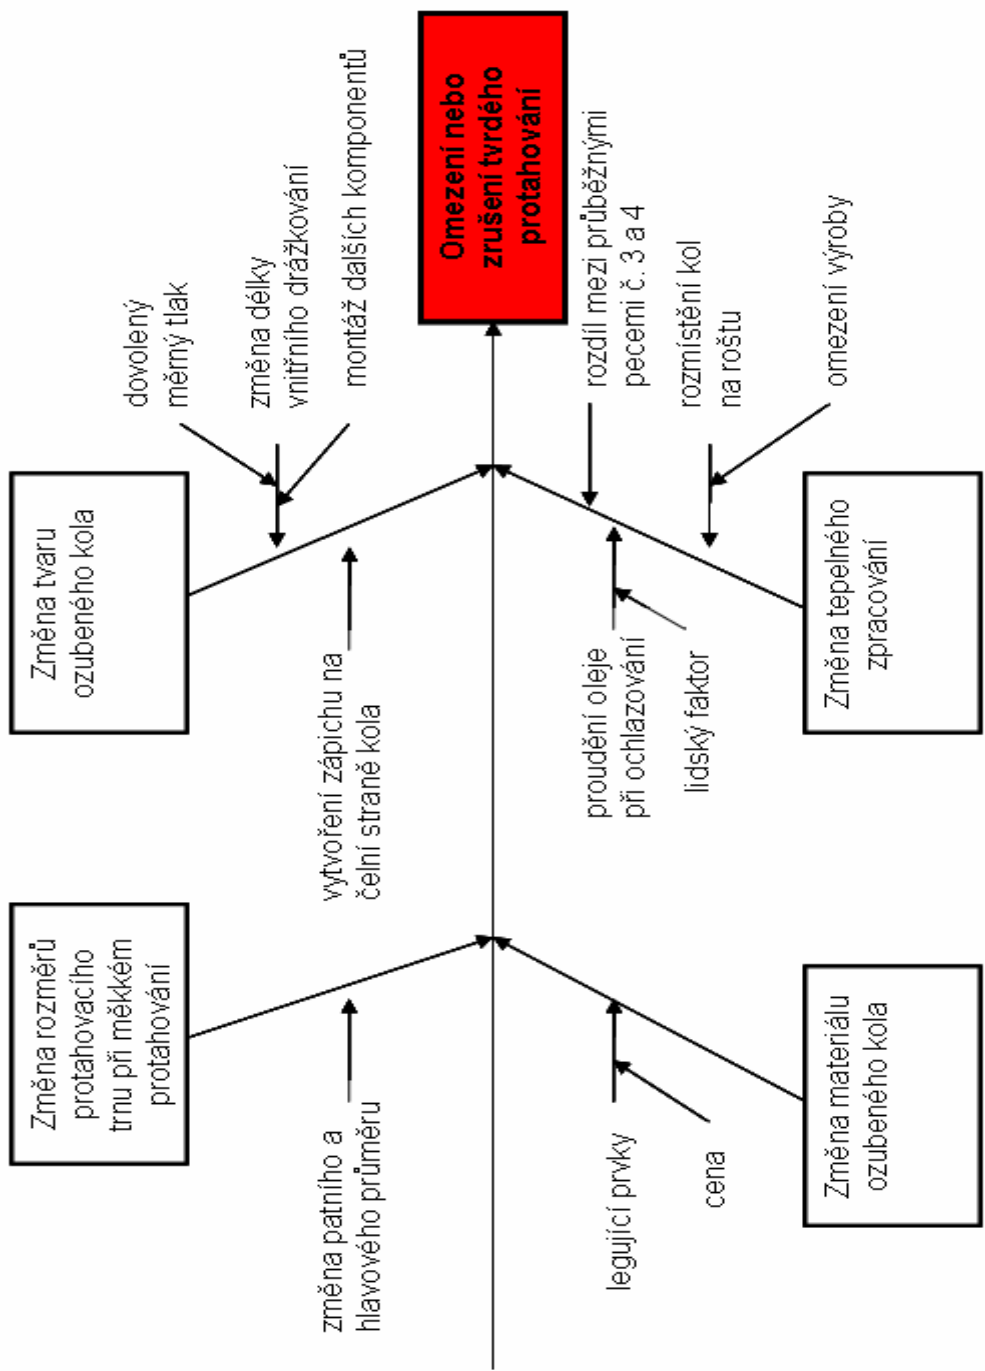 Změna rozměrů
protahovacího
trnu při měkkém
protahování
Změna tvaru
ozubeného kola
dovolený
měrný tlak
změna délky
vnitřního drážkování
montáž dalších komponentů
změna patního a
hlavového průměru
vytvoření zápichu na
čelní straně kola
Omezení nebo
zrušení tvrdého
protahování
legující prvky
cena
proudění oleje
při ochlazování
lidský faktor
rozdíl mezi průběžnými
pecemi č. 3 a 4
rozmístění kol
na roštu
omezení výroby
Změna materiálu
ozubeného kola
Změna tepelného
zpracování